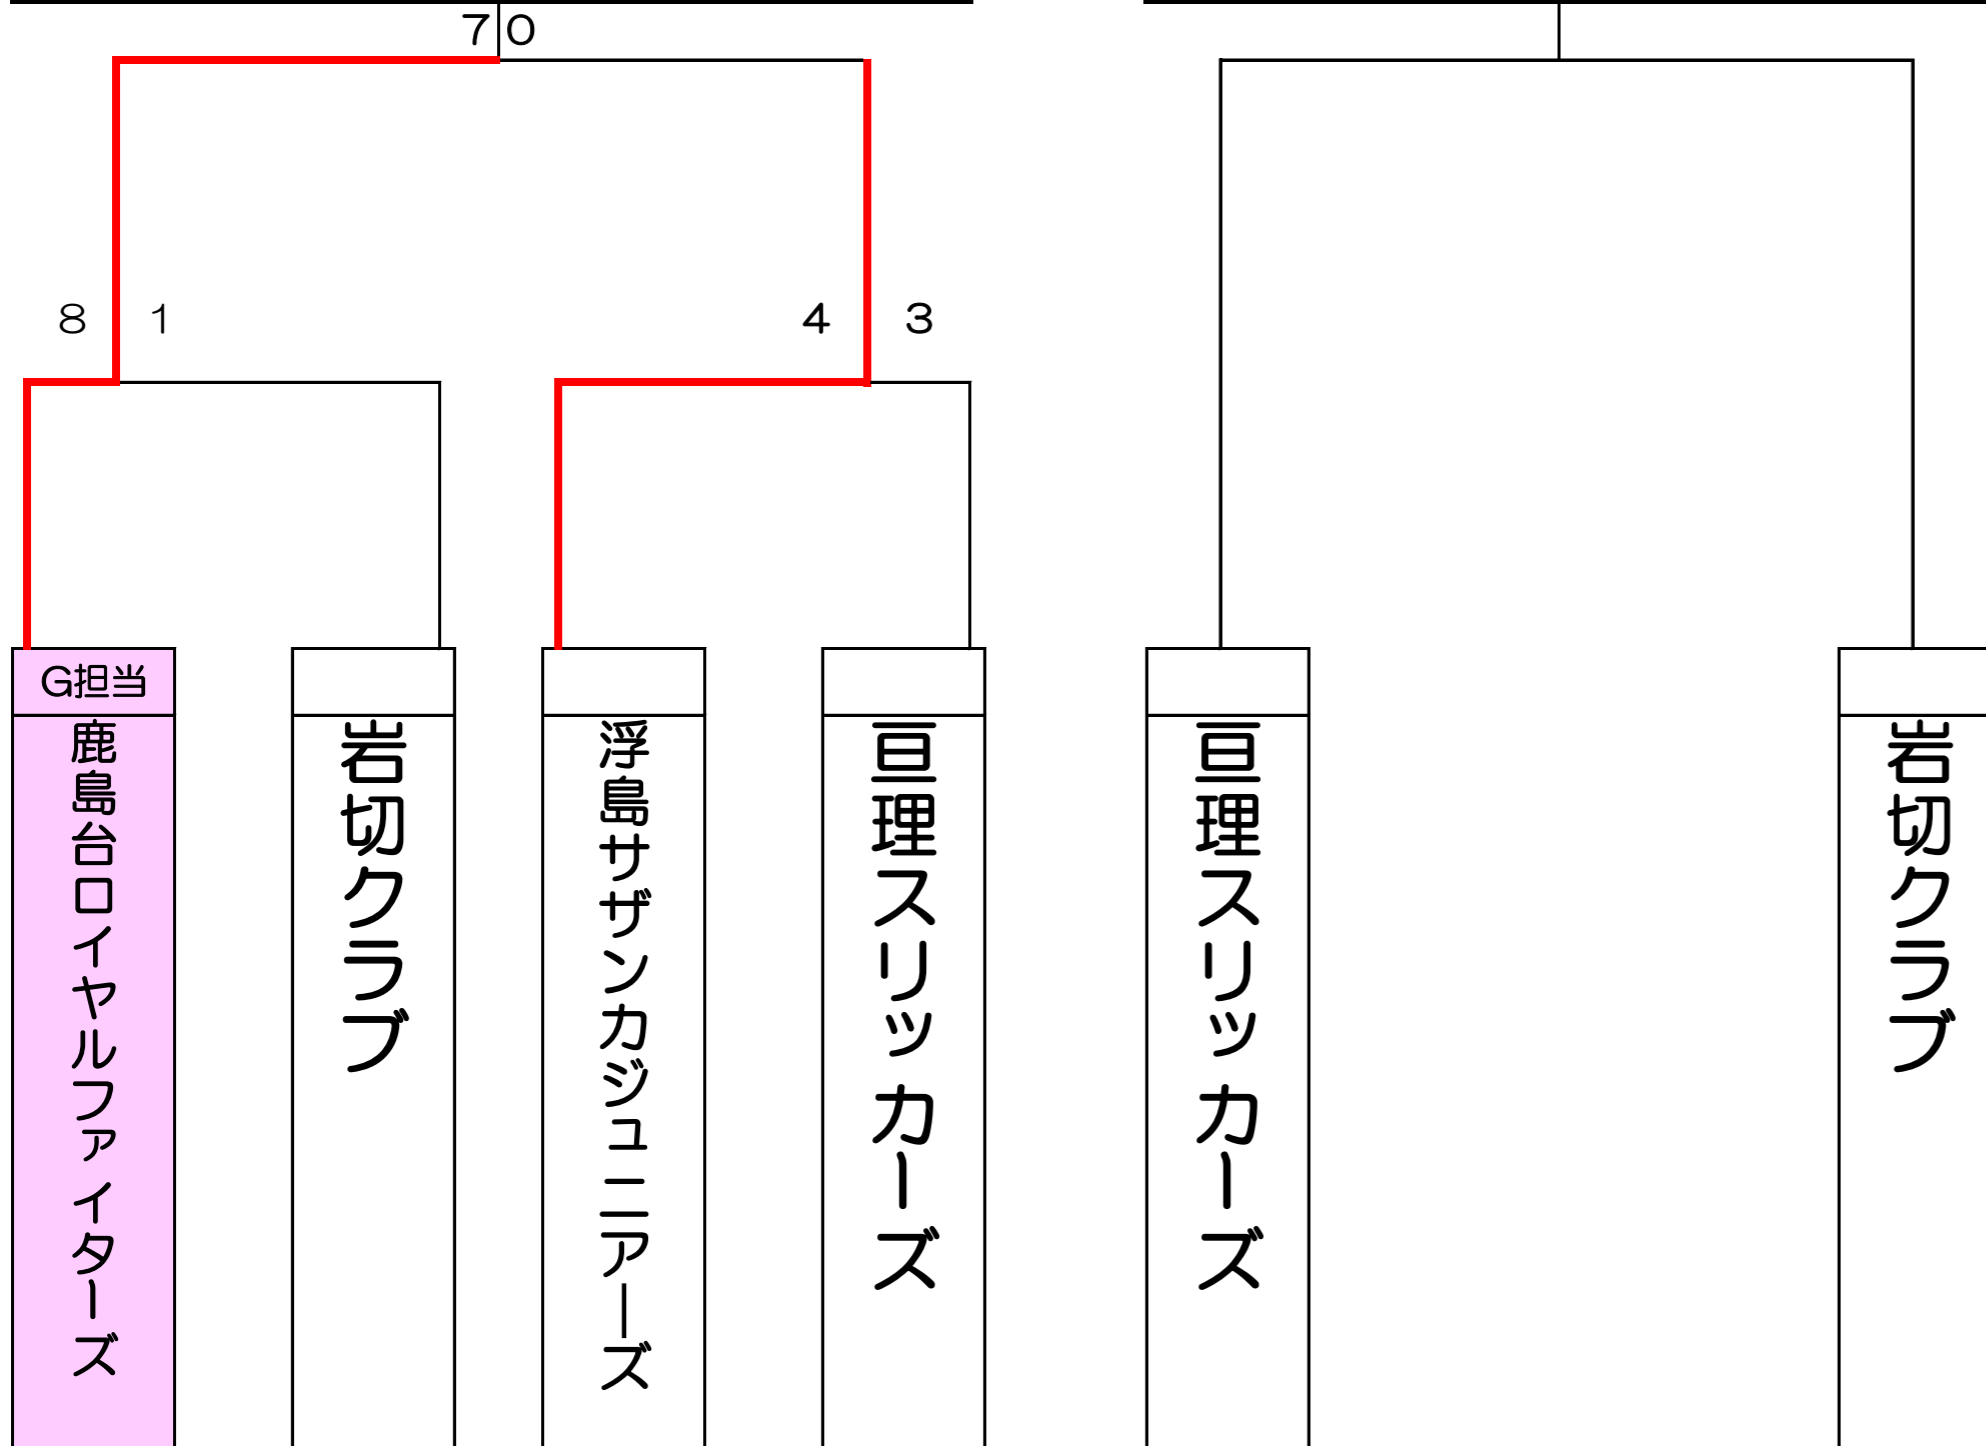 7 0
8 1 4 3
G担当
鹿島台ロイヤルファイターズ
岩切クラブ
浮島サザンカジュニアーズ
亘理スリッカーズ
亘理スリッカーズ
岩切クラブ